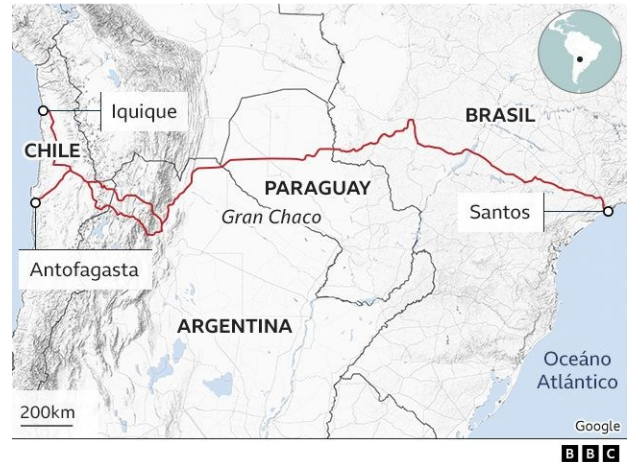 Iquique
BRASIL
CHILE
PARAGUAY
Gran Chaco
Santos
Antofagasta
ARGENTINA
Oceáno
Atlántico
200km
Google
BBC